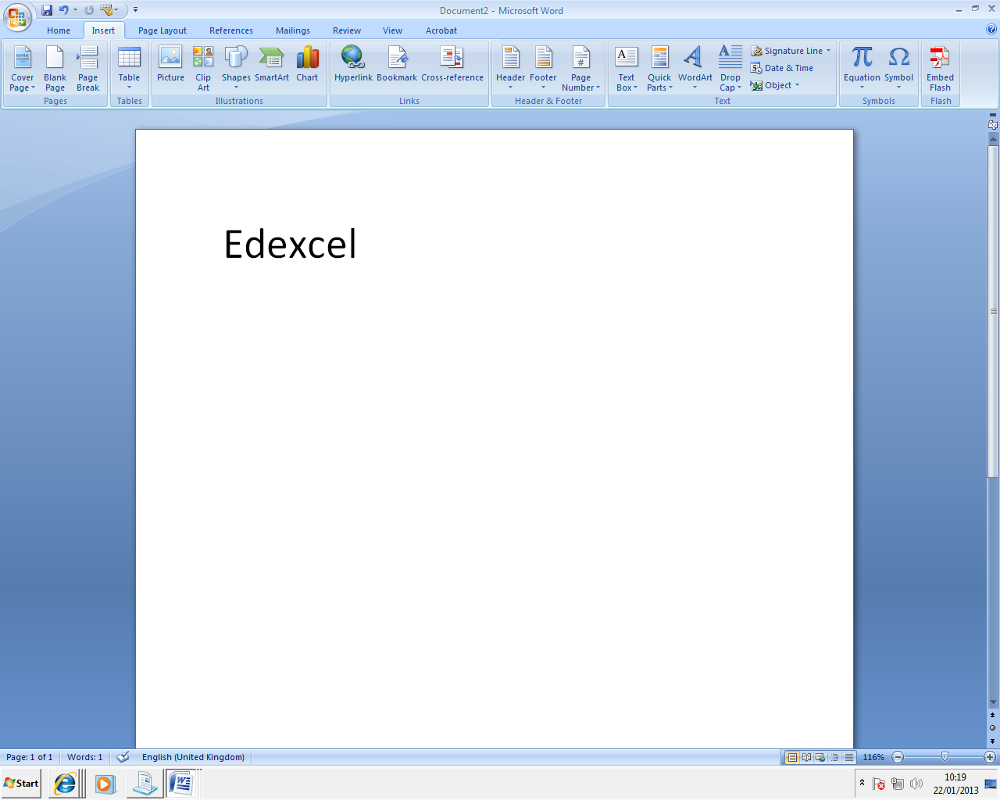 Document2 - Microsoft Word
Home Insert Page Layout References Mailings Review View Acrobat
Cover Page Blank Page Page Break Table Picture Clip Art Shapes SmartArt Chart Hyperlink Bookmark Cross-reference Header Footer Page Number Text Box Quick Parts WordArt Drop Cap Signature Line Date & Time Object Equation Symbol Embed Flash
Pages Tables Illustrations Links Header & Footer Text Symbols Flash
Edexcel
Page: 1 of 1 Words: 1 English (United Kingdom) 116%
Start 10:19
22/01/2013